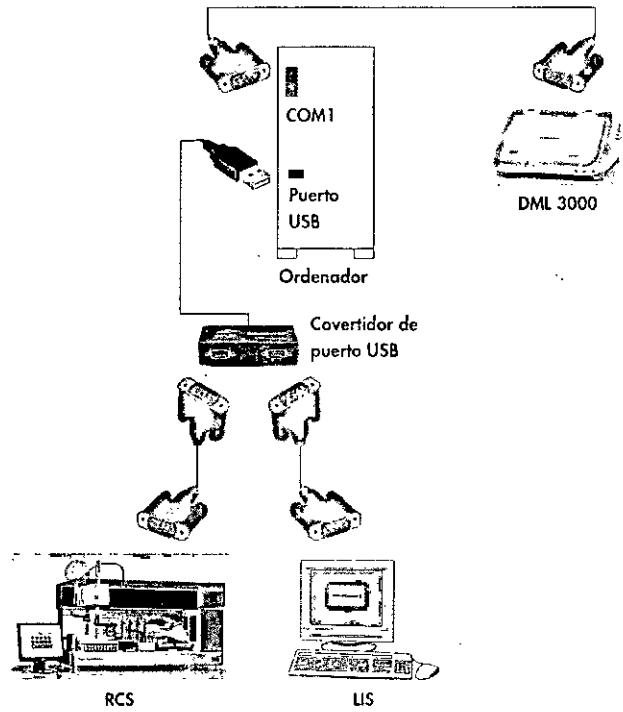 COM1
Puerto
USB
Ordenador
DML 3000
Covertidor de
puerto USB
RCS
LIS